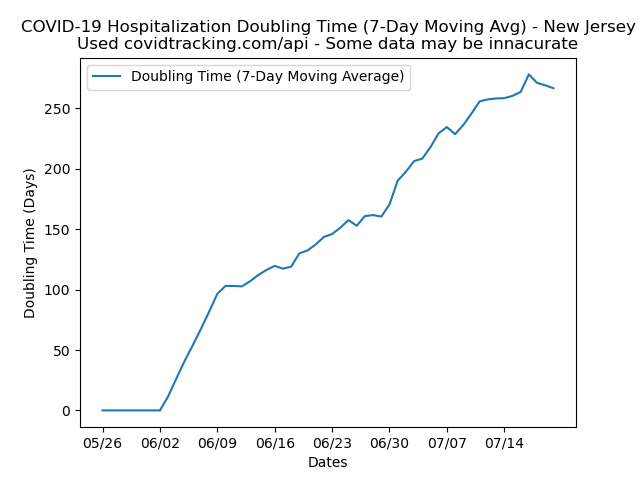 COVID-19 Hospitalization Doubling Time (7-Day Moving Avg) - New Jersey
Used covidtracking.com/api - Some data may be innacurate
Doubling Time (7-Day Moving Average)
250
200
150
100
50
0
Doubling Time (Days)
05/26 06/02 06/09 06/16 06/23 06/30 07/07 07/14
Dates